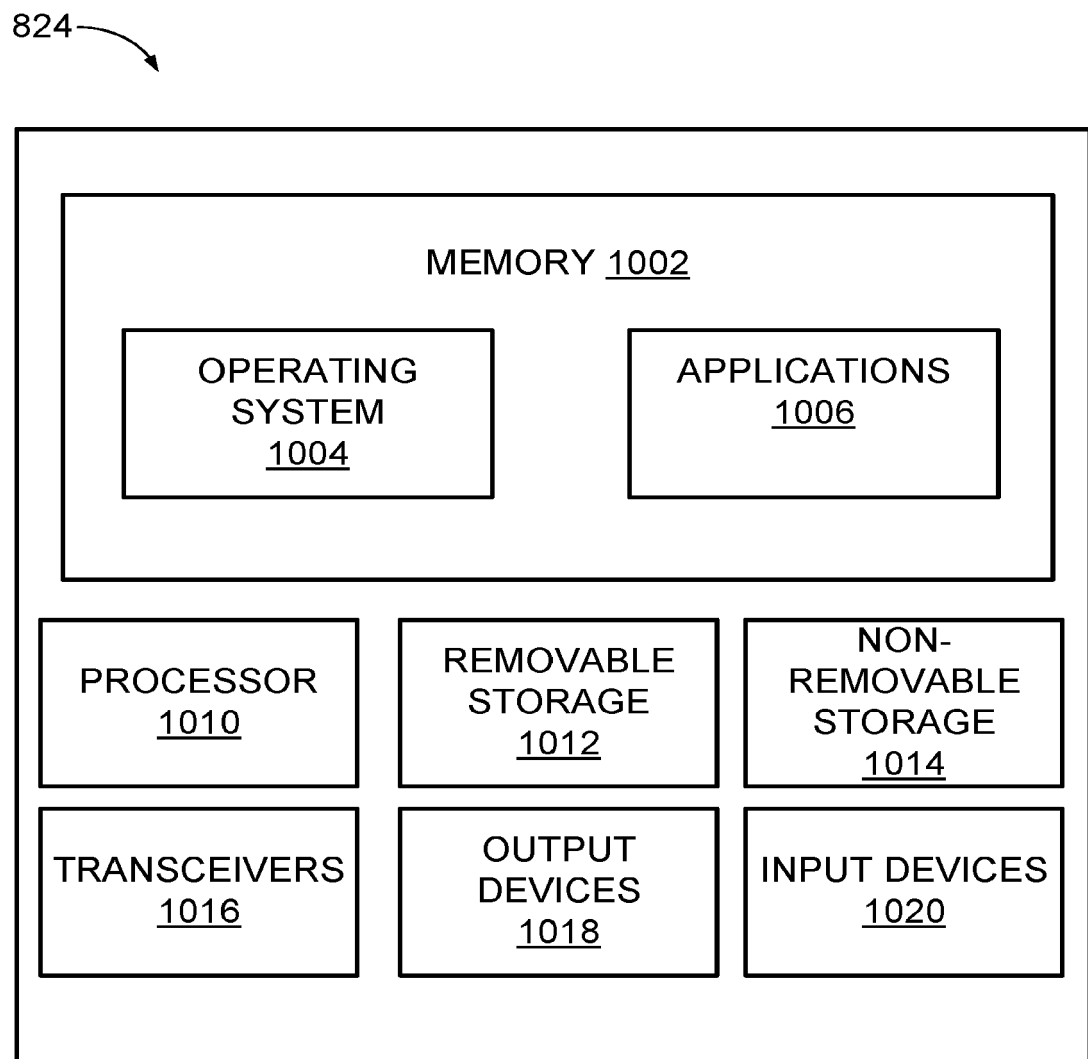 824
MEMORY 1002
OPERATING
SYSTEM
1004
APPLICATIONS
1006
PROCESSOR
1010
REMOVABLE
STORAGE
1012
NON-
REMOVABLE
STORAGE
1014
TRANSCEIVERS
1016
OUTPUT
DEVICES
1018
INPUT DEVICES
1020